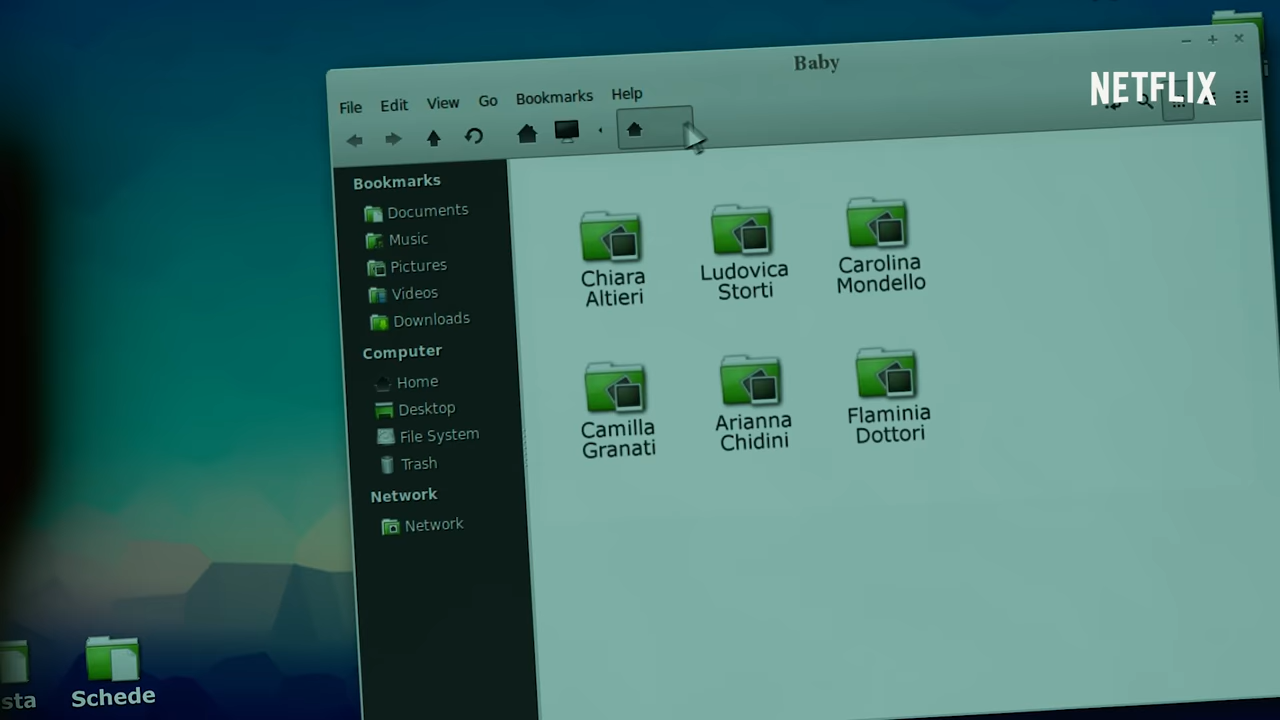 Baby
NETFLIX
File Edit View Go Bookmarks Help
Bookmarks
Documents
Music
Pictures
Videos
Downloads
Computer
Home
Desktop
File System
Trash
Network
Network
Chiara
Altieri
Ludovica
Storti
Carolina
Mondello
Camilla
Granati
Arianna
Chidini
Flaminia
Dottori
sta
Schede